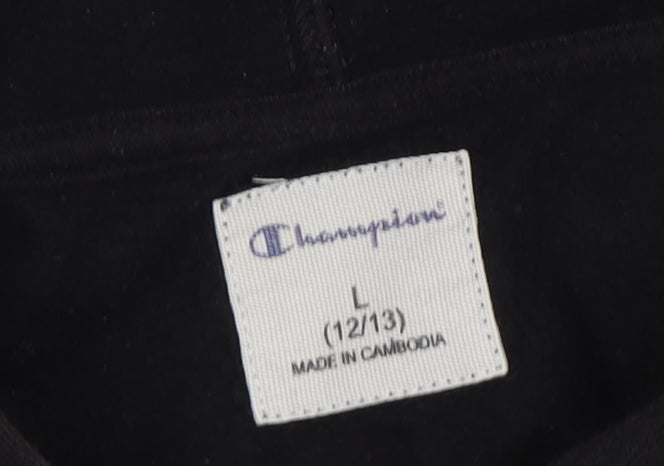 Champion
L
(12/13)
MADE IN CAMBODIA